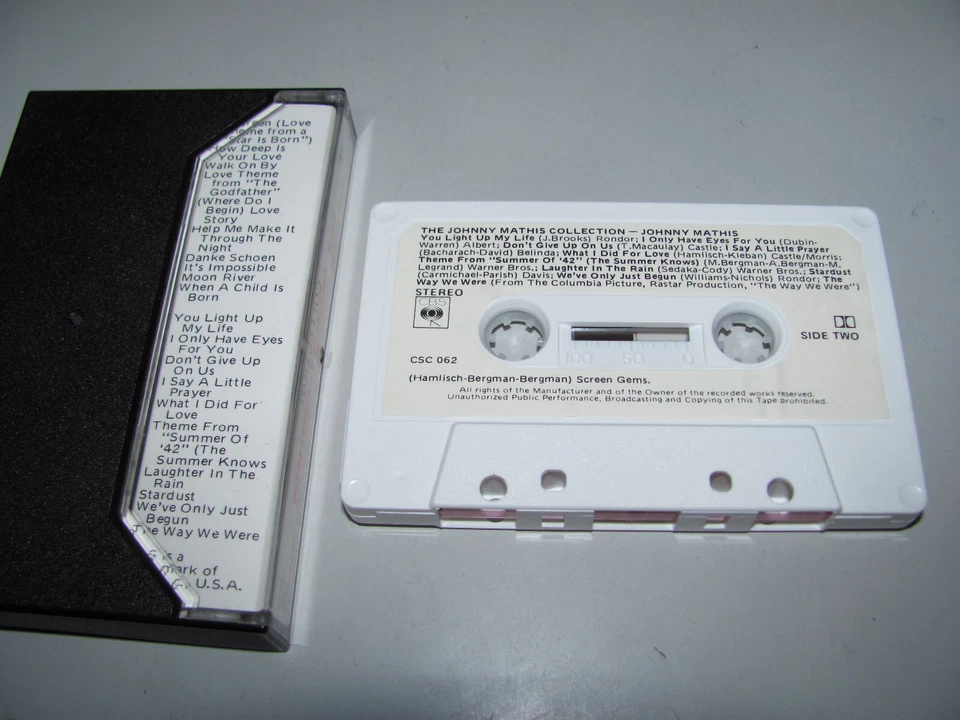 (Love
from a
"Star Is Born")
How Deep Is
Your Love
Walk On By
Love Theme
from "The
Godfather"
(Where Do I
Begin) Love
Story
Help Me Make It
Through The
Night
Danke Schoen
It's Impossible
Moon River
When A Child Is
Born
You Light Up
My Life
I Only Have Eyes
For You
Don't Give Up
On Us
I Say A Little
Prayer
What I Did For
Love
Theme From
"Summer Of
'42" (The
Summer Knows
Laughter In The
Rain
Stardust
We've Only Just
Begun
The Way We Were
is a
of
U.S.A.
THE JOHNNY MATHIS COLLECTION — JOHNNY MATHIS
You Light Up My Life (J.Brooks) Rondor; I Only Have Eyes For You (Dubin-
Warren) Albert; Don't Give Up On Us (T.Macaulay) Castle; I Say A Little Prayer
(Bacharach-David) Belinda; What I Did For Love (Hamlisch-Kleban) Castle/Morris;
Theme From "Summer Of '42" (The Summer Knows) (M.Bergman-A.Bergman-M.
Legrand) Warner Bros.; Laughter In The Rain (Sedaka-Cody) Warner Bros.; Stardust
(Carmichael-Parish) Davis; We've Only Just Begun (Williams-Nichols) Rondor; The
Way We Were (From The Columbia Picture, Rastar Production, "The Way We Were")
STEREO
CBS
SIDE TWO
100 50 0
CSC 062
(Hamlisch-Bergman-Bergman) Screen Gems.
All rights of the Manufacturer and of the Owner of the recorded works reserved.
Unauthorized Public Performance, Broadcasting and Copying of this Tape prohibited.